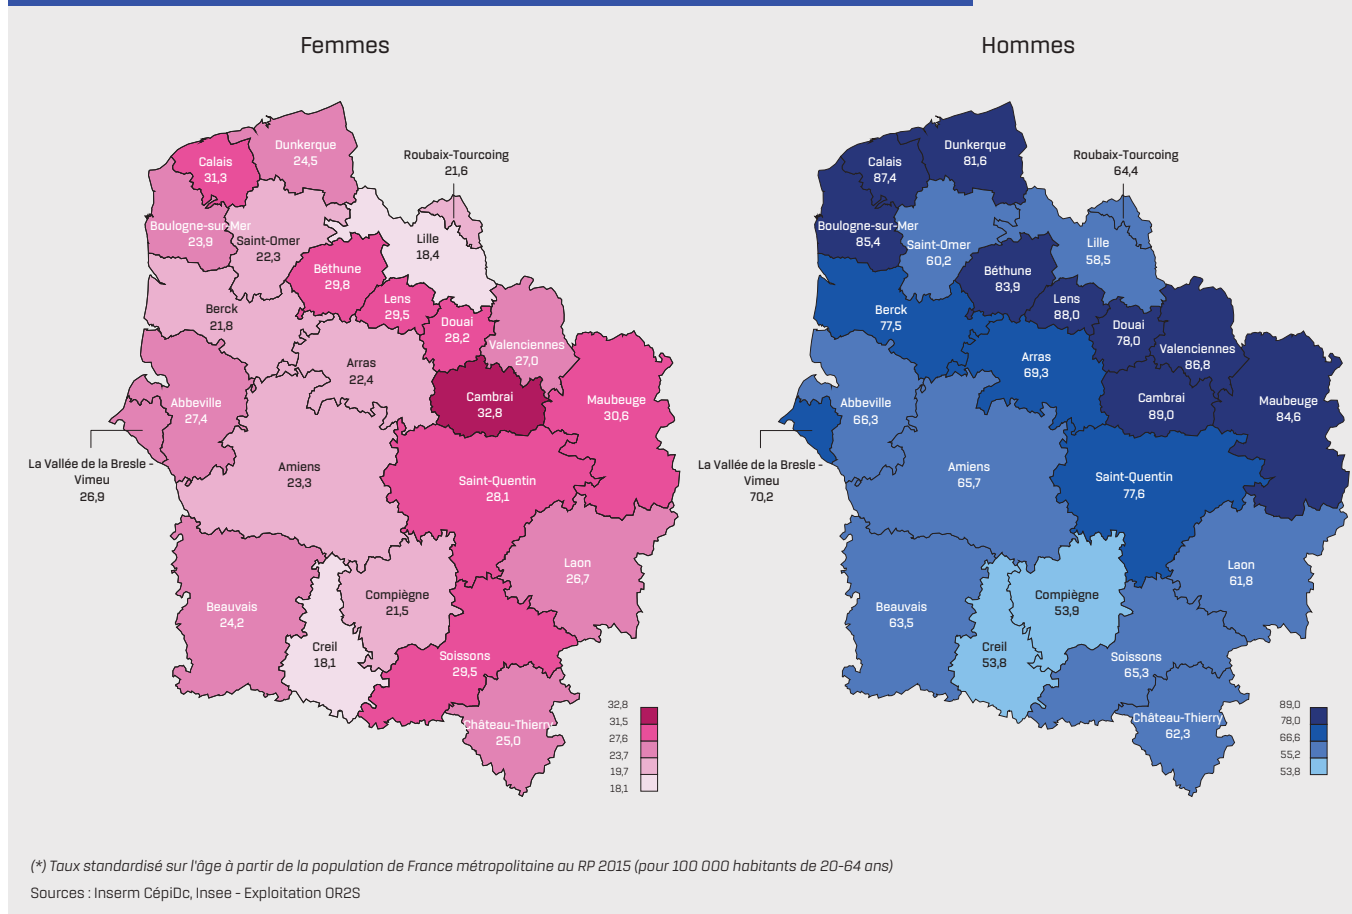 Femmes
Dunkerque
24,5
Calais
31,3
Roubaix-Tourcoing
21,6
Boulogne-sur-Mer
23,9
Saint-Omer
22,3
Lille
18,4
Béthune
29,8
Lens
29,5
Berck
21,8
Douai
28,2
Valenciennes
27,0
Arras
22,4
Cambrai
32,8
Maubeuge
30,6
Abbeville
27,4
La Vallée de la Bresle -
Vimeu
26,9
Amiens
23,3
Saint-Quentin
28,1
Laon
26,7
Beauvais
24,2
Compiègne
21,5
Creil
18,1
Soissons
29,5
Château-Thierry
25,0
32,8
31,5
27,6
23,7
19,7
18,1
Hommes
Dunkerque
81,6
Calais
87,4
Roubaix-Tourcoing
64,4
Boulogne-sur-Mer
85,4
Saint-Omer
60,2
Lille
58,5
Béthune
83,9
Lens
88,0
Berck
77,5
Douai
78,0
Valenciennes
86,8
Arras
69,3
Cambrai
89,0
Maubeuge
84,6
Abbeville
66,3
La Vallée de la Bresle -
Vimeu
70,2
Amiens
65,7
Saint-Quentin
77,6
Laon
61,8
Beauvais
63,5
Compiègne
53,9
Creil
53,8
Soissons
65,3
Château-Thierry
62,3
89,0
78,0
66,6
55,2
53,8
(*) Taux standardisé sur l'âge à partir de la population de France métropolitaine au RP 2015 (pour 100 000 habitants de 20-64 ans)
Sources : Inserm CépiDc, Insee - Exploitation OR2S